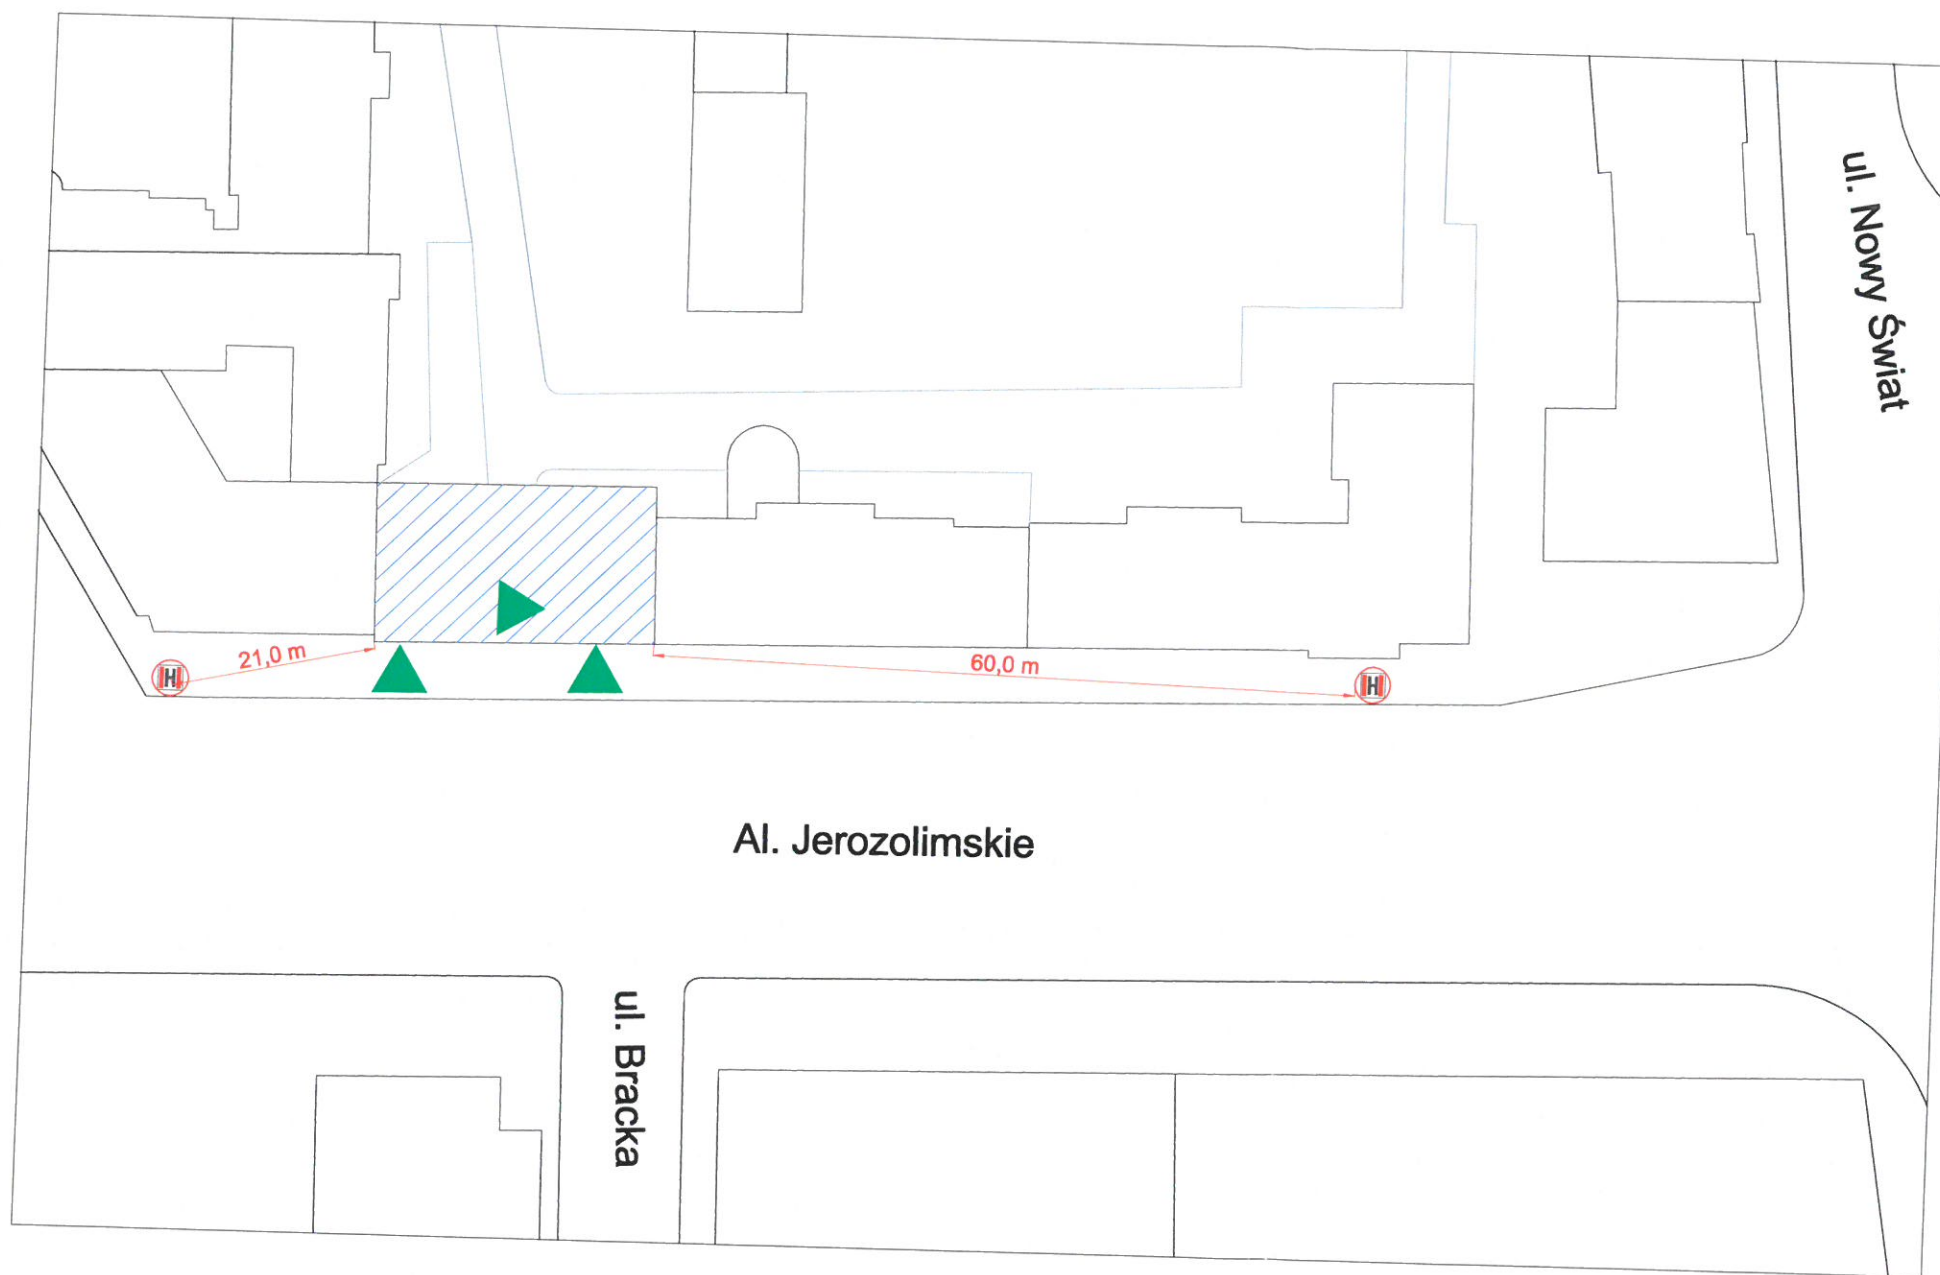 ul. Nowy Świat
21,0 m
60,0 m
H
H
Al. Jerozolimskie
ul. Bracka